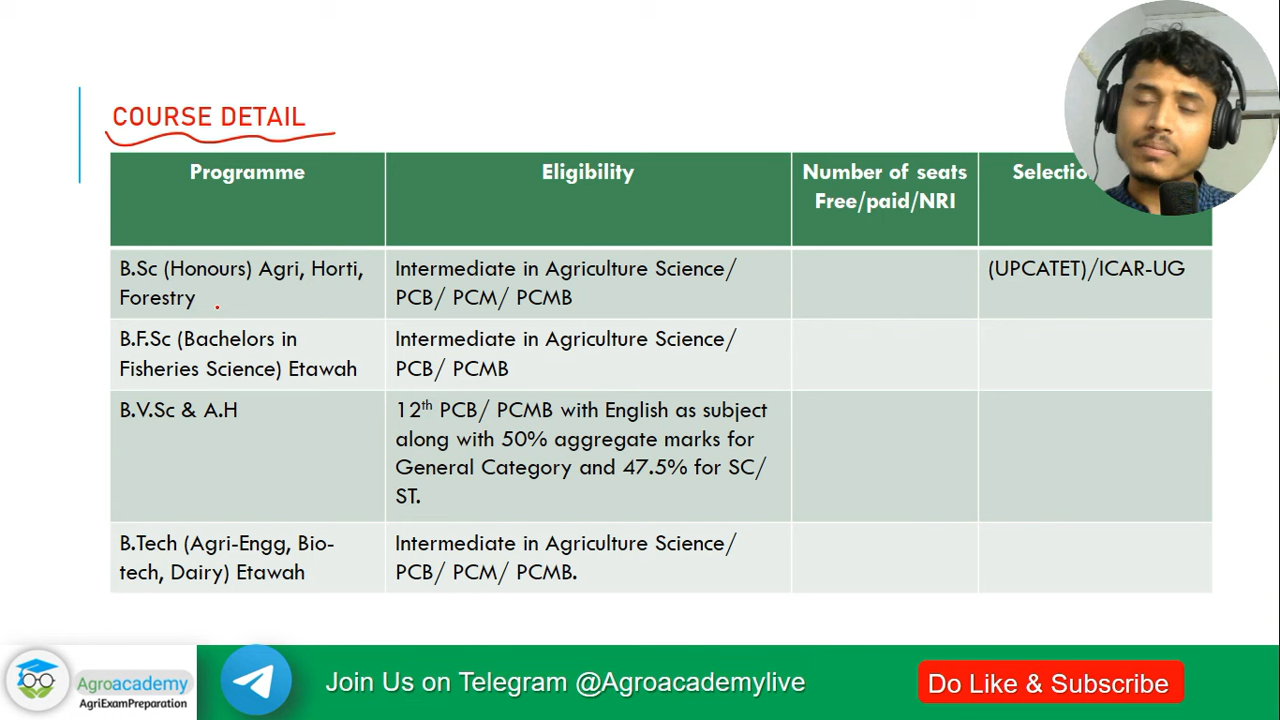 COURSE DETAIL
Programme
Eligibility
Number of seats
Free/paid/NRI
B.Sc (Honours) Agri, Horti,
Forestry
Intermediate in Agriculture Science/
PCB/ PCM/ PCMB
(UPCATET)/ICAR-UG
B.F.Sc (Bachelors in
Fisheries Science) Etawah
Intermediate in Agriculture Science/
PCB/ PCMB
B.V.Sc & A.H
12th PCB/ PCMB with English as subject
along with 50% aggregate marks for
General Category and 47.5% for SC/
ST.
B.Tech (Agri-Engg, Bio-
tech, Dairy) Etawah
Intermediate in Agriculture Science/
PCB/ PCM/ PCMB.
Agroacademy
AgriExamPreparation
Join Us on Telegram @Agroacademylive
Do Like & Subscribe